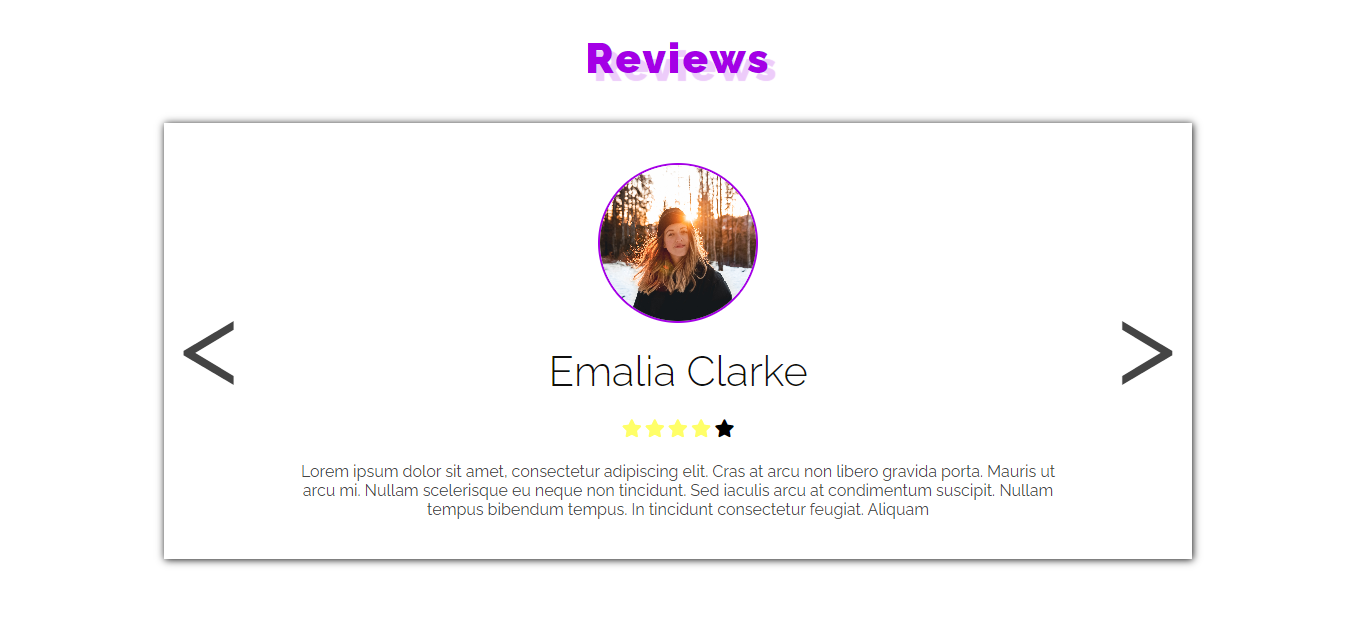 Reviews
<
>
Emalia Clarke
Lorem ipsum dolor sit amet, consectetur adipiscing elit. Cras at arcu non libero gravida porta. Mauris ut
arcu mi. Nullam scelerisque eu neque non tincidunt. Sed iaculis arcu at condimentum suscipit. Nullam
tempus bibendum tempus. In tincidunt consectetur feugiat. Aliquam